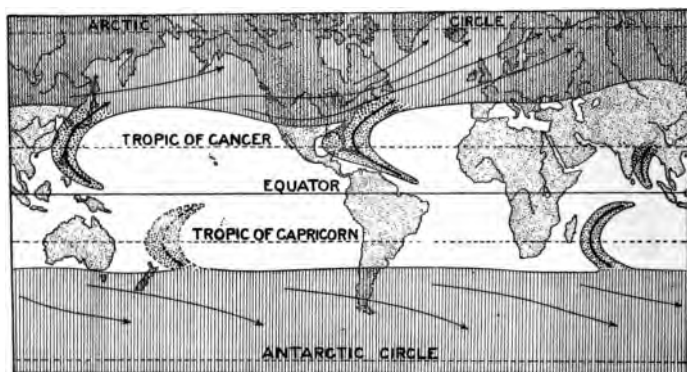 ARCTIC CIRCLE
TROPIC OF CANCER
EQUATOR
TROPIC OF CAPRICORN
ANTARCTIC CIRCLE